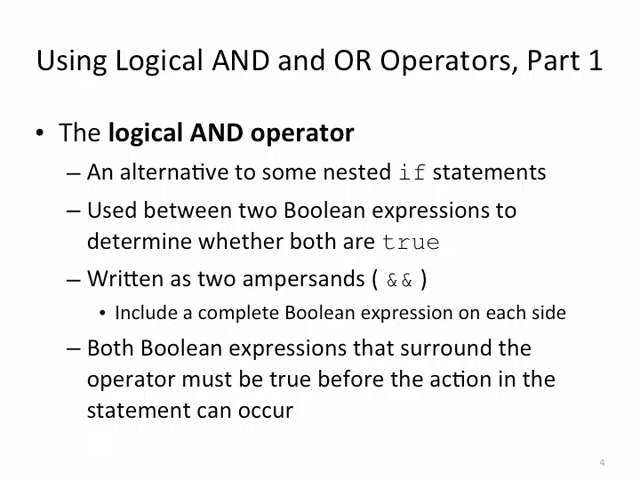 Using Logical AND and OR Operators, Part 1
• The logical AND operator
– An alternative to some nested if statements
– Used between two Boolean expressions to
determine whether both are true
– Written as two ampersands ( && )
• Include a complete Boolean expression on each side
– Both Boolean expressions that surround the
operator must be true before the action in the
statement can occur
4